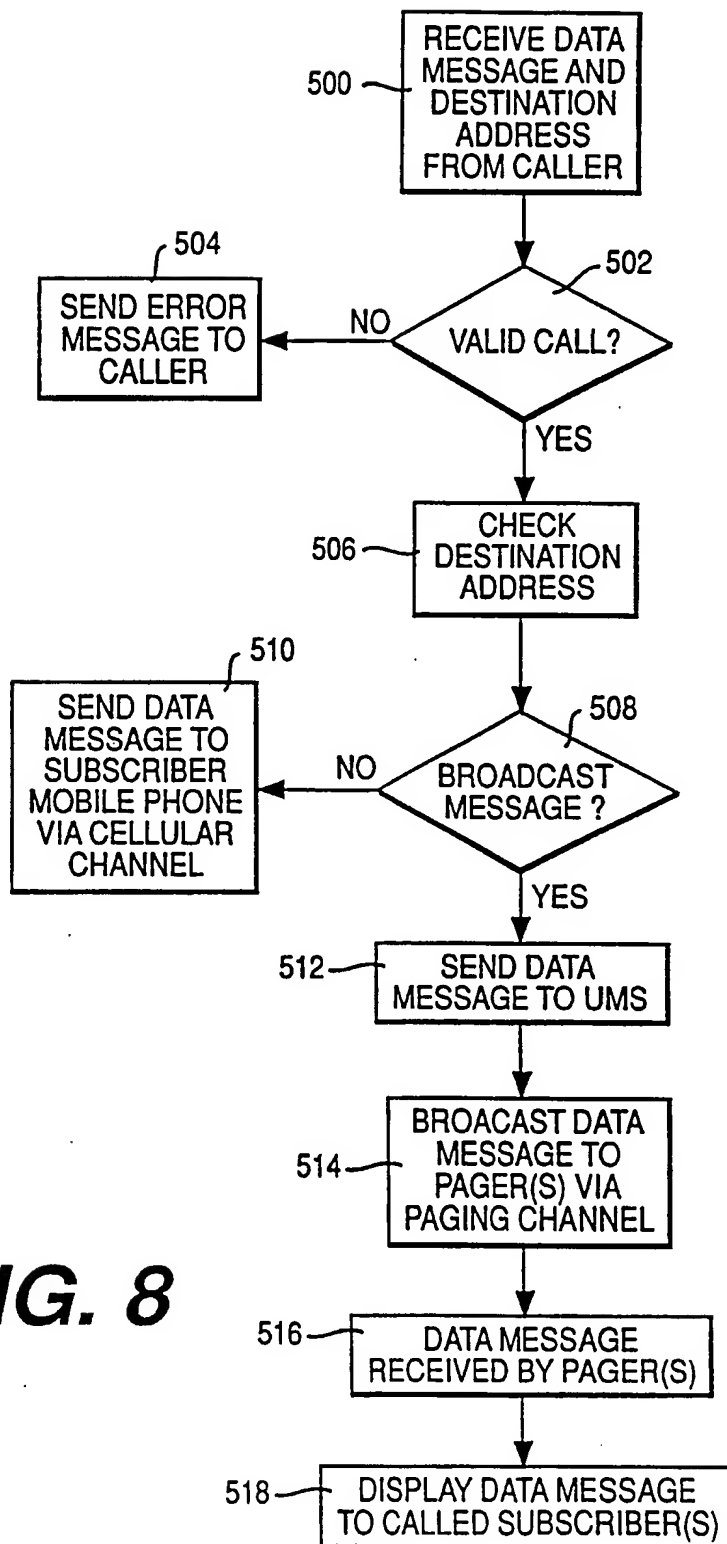 500
RECEIVE DATA
MESSAGE AND
DESTINATION
ADDRESS
FROM CALLER
504
SEND ERROR
MESSAGE TO
CALLER
NO
502
VALID CALL?
YES
506
CHECK
DESTINATION
ADDRESS
510
SEND DATA
MESSAGE TO
SUBSCRIBER
MOBILE PHONE
VIA CELLULAR
CHANNEL
NO
508
BROADCAST
MESSAGE ?
YES
512
SEND DATA
MESSAGE TO UMS
514
BROACAST DATA
MESSAGE TO
PAGER(S) VIA
PAGING CHANNEL
IG. 8
516
DATA MESSAGE
RECEIVED BY PAGER(S)
518
DISPLAY DATA MESSAGE
TO CALLED SUBSCRIBER(S)